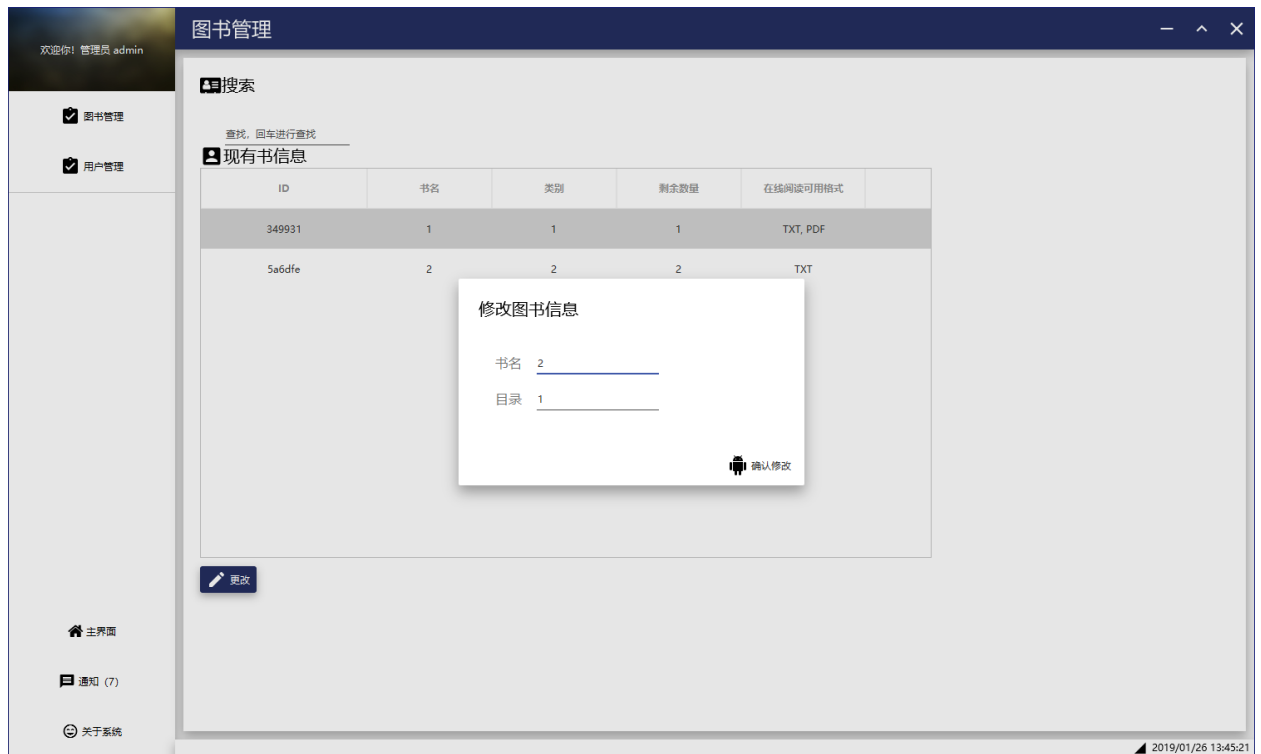 图书管理
欢迎你！管理员 admin
图书管理
用户管理
搜索
查找，回车进行查找
现有书信息
ID 书名 类别 剩余数量 在线阅读可用格式
349931 1 1 1 TXT, PDF
5a6dfe 2 2 2 TXT
修改图书信息
书名 2
目录 1
确认修改
更改
主界面
通知 (7)
关于系统
2019/01/26 13:45:21